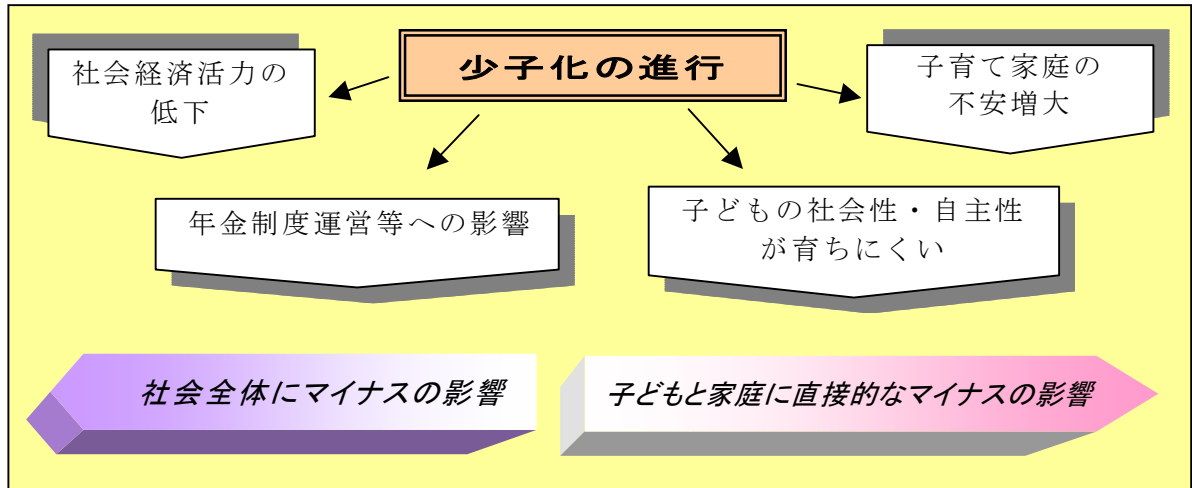 少子化の進行
社会経済活力の
低下
子育て家庭の
不安増大
年金制度運営等への影響
子どもの社会性・自主性
が育ちにくい
社会全体にマイナスの影響
子どもと家庭に直接的なマイナスの影響